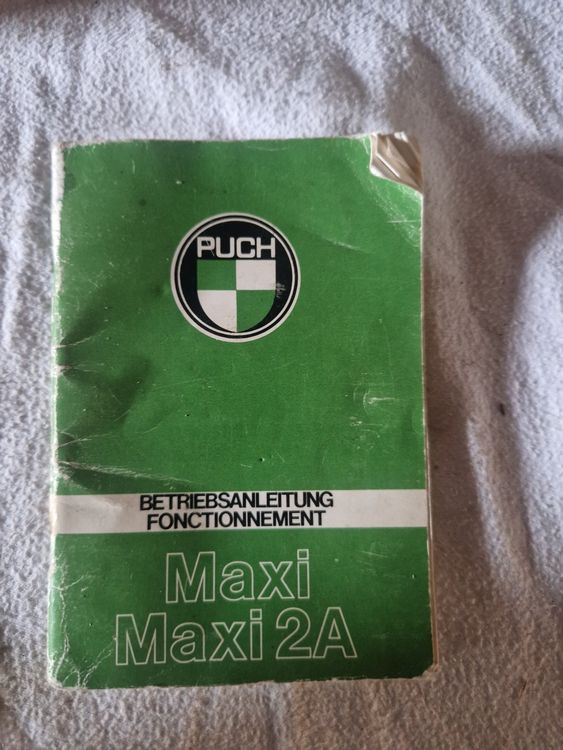 PUCH
BETRIEBSANLEITUNG
FONCTIONNEMENT
Maxi
Maxi 2A